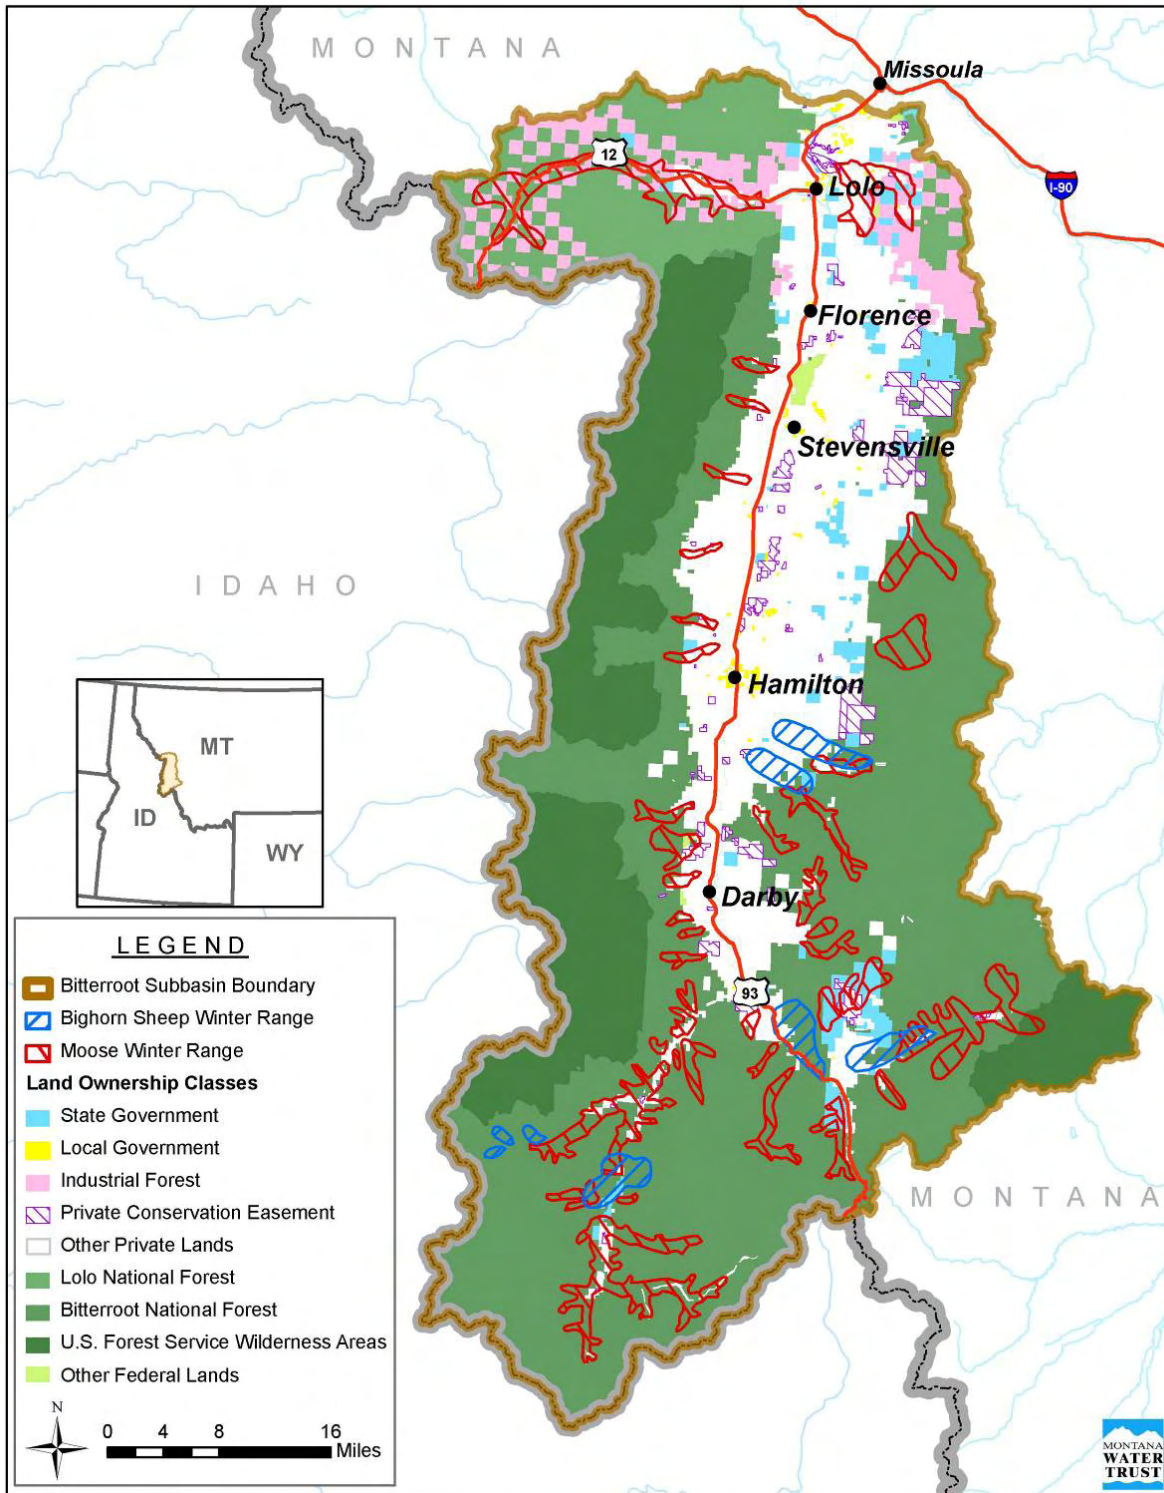 MONTANA
Missoula
12
I-90
Lolo
Florence
Stevensville
IDAHO
Hamilton
MT
ID
WY
Darby
93
MONTANA
LEGEND
Bitterroot Subbasin Boundary
Bighorn Sheep Winter Range
Moose Winter Range
Land Ownership Classes
State Government
Local Government
Industrial Forest
Private Conservation Easement
Other Private Lands
Lolo National Forest
Bitterroot National Forest
U.S. Forest Service Wilderness Areas
Other Federal Lands
N
0 4 8 16
Miles
MONTANA
WATER
TRUST